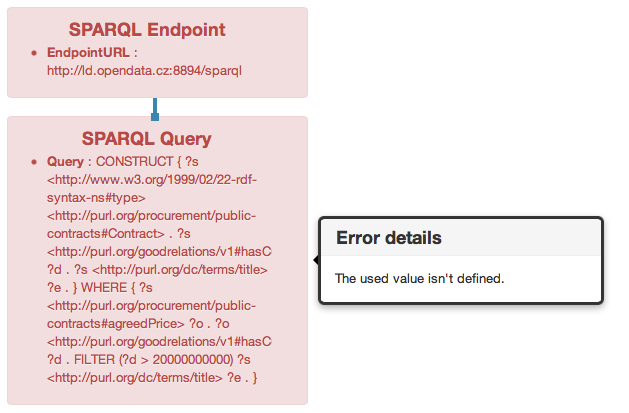 SPARQL Endpoint
• EndpointURL :
http://ld.opendata.cz:8894/sparql
SPARQL Query
• Query : CONSTRUCT { ?s
<http://www.w3.org/1999/02/22-rdf-
syntax-ns#type>
<http://purl.org/procurement/public-
contracts#Contract> . ?s
<http://purl.org/goodrelations/v1#hasC
?d . ?s <http://purl.org/dc/terms/title>
?e . } WHERE { ?s
<http://purl.org/procurement/public-
contracts#agreedPrice> ?o . ?o
<http://purl.org/goodrelations/v1#hasC
?d . FILTER (?d > 20000000000) ?s
<http://purl.org/dc/terms/title> ?e . }
Error details
The used value isn't defined.